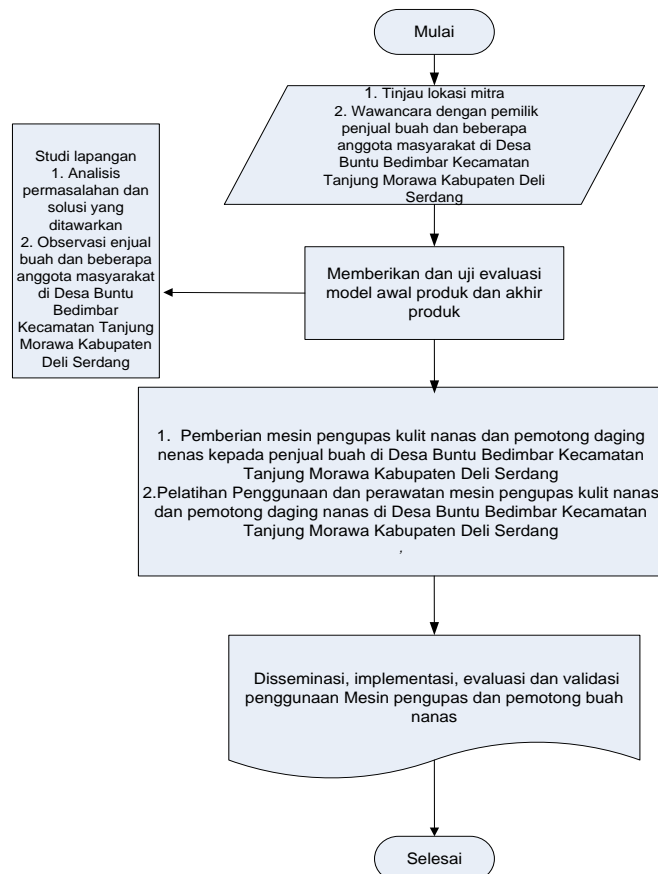 Mulai
1. Tinjau lokasi mitra
2. Wawancara dengan pemilik
penjual buah dan beberapa
anggota masyarakat di Desa
Buntu Bedimbar Kecamatan
Tanjung Morawa Kabupaten Deli
Serdang
Studi lapangan
1. Analisis
permasalahan dan
solusi yang
ditawarkan
2. Observasi enjual
buah dan beberapa
anggota masyarakat
di Desa Buntu
Bedimbar
Kecamatan Tanjung
Morawa Kabupaten
Deli Serdang
Memberikan dan uji evaluasi
model awal produk dan akhir
produk
1. Pemberian mesin pengupas kulit nanas dan pemotong daging
nenas kepada penjual buah di Desa Buntu Bedimbar Kecamatan
Tanjung Morawa Kabupaten Deli Serdang
2.Pelatihan Penggunaan dan perawatan mesin pengupas kulit nanas
dan pemotong daging nanas di Desa Buntu Bedimbar Kecamatan
Tanjung Morawa Kabupaten Deli Serdang
,
Disseminasi, implementasi, evaluasi dan validasi
penggunaan Mesin pengupas dan pemotong buah
nanas
Selesai